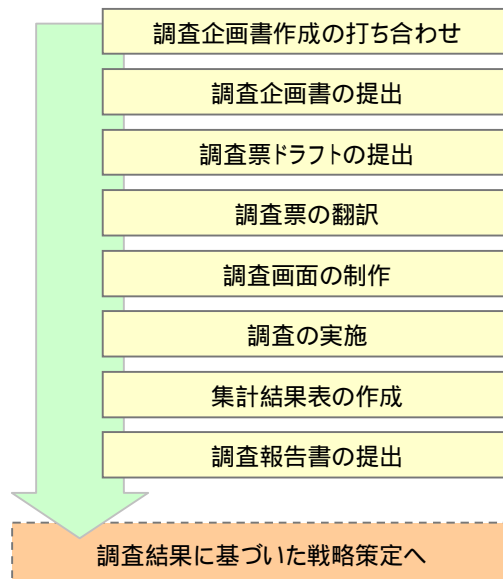 調査企画書作成の打ち合わせ
調査企画書の提出
調査票ドラフトの提出
調査票の翻訳
調査画面の制作
調査の実施
集計結果表の作成
調査報告書の提出
調査結果に基づいた戦略策定へ